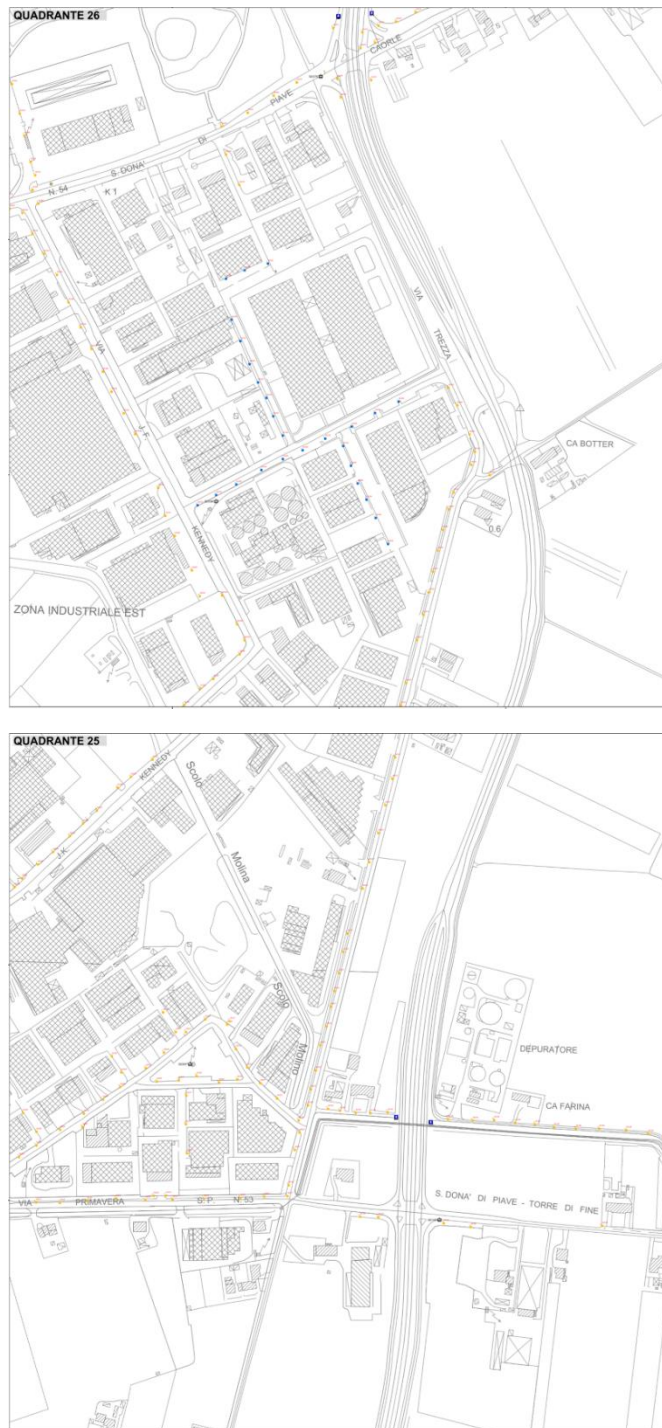 QUADRANTE 26
CAORLE
PIAVE
DI
S. DONA'
N. 54
K 1
VIA
TREZZA
VIA
J. F.
CA BOTTER
KENNEDY
0.6
ZONA INDUSTRIALE EST
QUADRANTE 25
KENNEDY
Scolo
J.K.
Molina
Scolo
Molino
DEPURATORE
CA FARINA
VIA PRIMAVERA S. P. N. 53
S. DONA' DI PIAVE - TORRE DI FINE